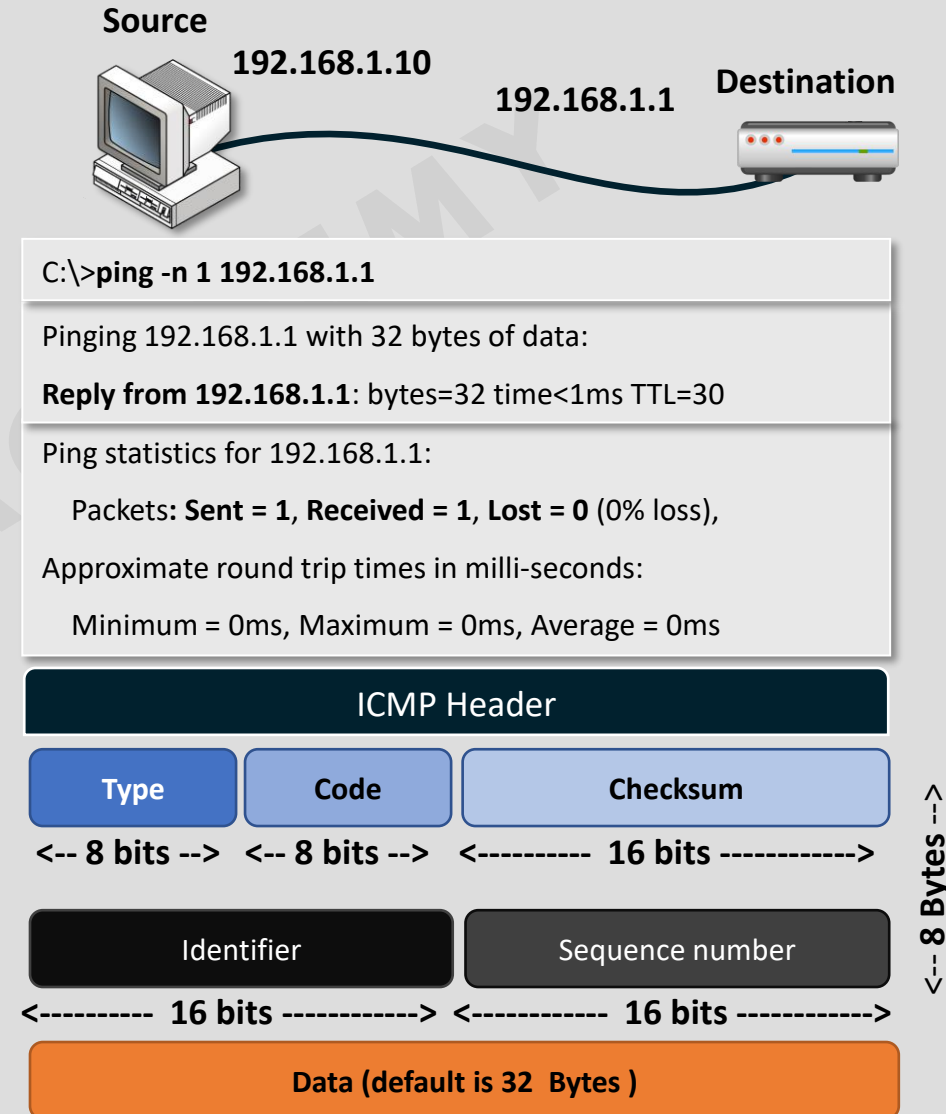 Source
192.168.1.10
192.168.1.1
Destination
C:\>ping -n 1 192.168.1.1
Pinging 192.168.1.1 with 32 bytes of data:
Reply from 192.168.1.1: bytes=32 time<1ms TTL=30
Ping statistics for 192.168.1.1:
Packets: Sent = 1, Received = 1, Lost = 0 (0% loss),
Approximate round trip times in milli-seconds:
Minimum = 0ms, Maximum = 0ms, Average = 0ms
ICMP Header
Type
Code
Checksum
<-- 8 bits --> <-- 8 bits --> <---------- 16 bits ------------>
<-- 8 Bytes -->
Identifier
Sequence number
<---------- 16 bits ------------> <------------ 16 bits ------------>
Data (default is 32 Bytes )